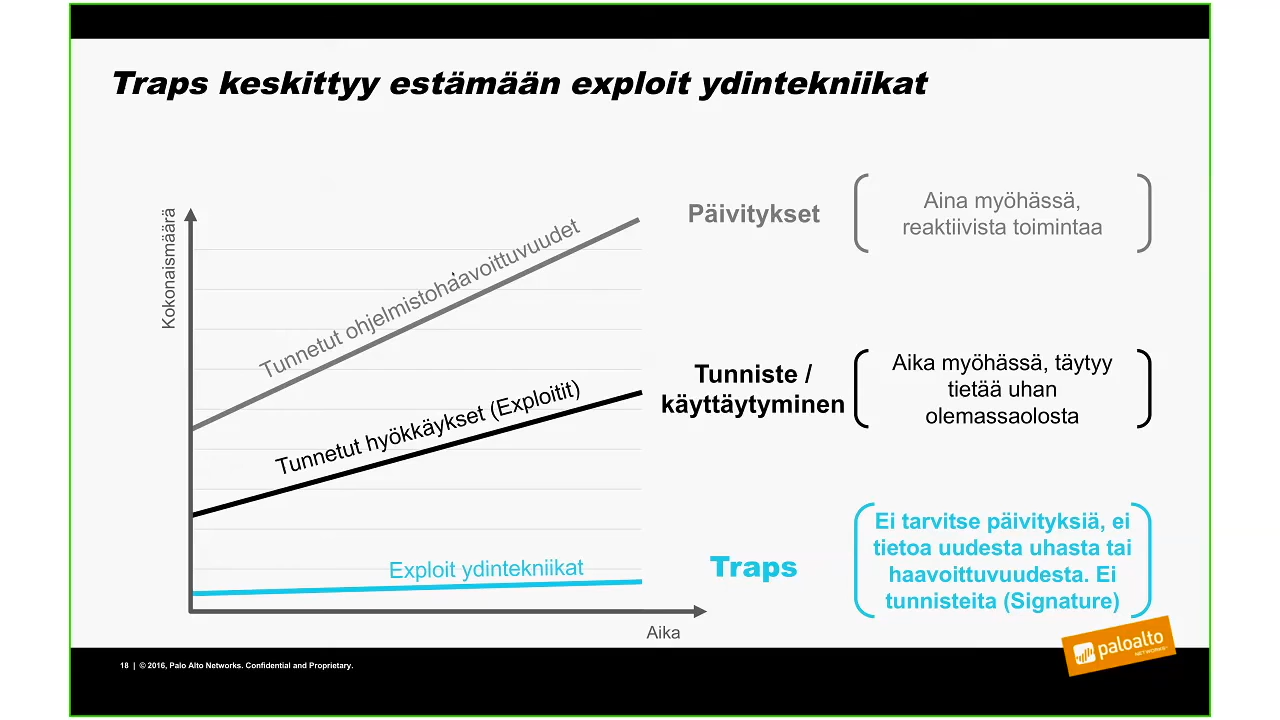 Traps keskittyy estämään exploit ydintekniikat
Kokonaismäärä
Tunnetut ohjelmistohaavoittuvuudet
Päivitykset
Aina myöhässä,
reaktiivista toimintaa
Tunnetut hyökkäykset (Exploitit)
Tunniste /
käyttäytyminen
Aika myöhässä, täytyy
tietää uhan
olemassaolosta
Exploit ydintekniikat
Traps
Ei tarvitse päivityksiä, ei
tietoa uudesta uhasta tai
haavoittuvuudesta. Ei
tunnisteita (Signature)
Aika
18 | © 2016, Palo Alto Networks. Confidential and Proprietary.
paloalto
NETWORKS